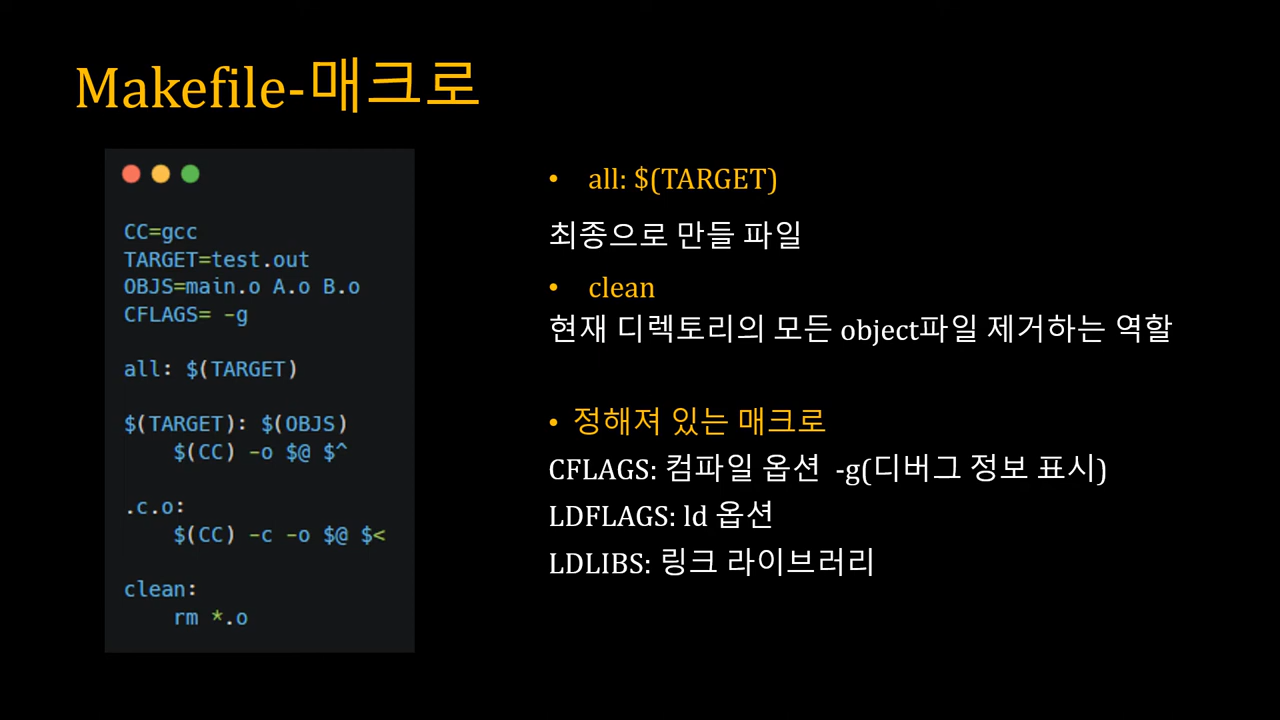 Makefile-매크로
CC=gcc
TARGET=test.out
OBJS=main.o A.o B.o
CFLAGS= -g
all: $(TARGET)
$(TARGET): $(OBJS)
$(CC) -o $@ $^
.c.o:
$(CC) -c -o $@ $<
clean:
rm *.o
• all: $(TARGET)
최종으로 만들 파일
• clean
현재 디렉토리의 모든 object파일 제거하는 역할
• 정해져 있는 매크로
CFLAGS: 컴파일 옵션 -g(디버그 정보 표시)
LDFLAGS: ld 옵션
LDLIBS: 링크 라이브러리